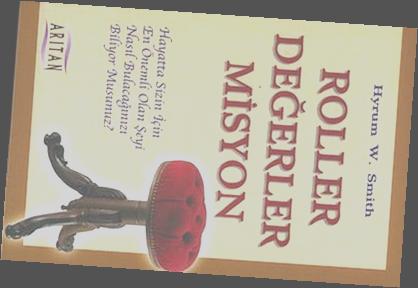 Hyrum W. Smith
ROLLER
DEĞERLER
MİSYON
Hayatta Sizin İçin
En Önemli Olan Şeyi
Nasıl Bulacağınızı
Biliyor Musunuz?
ARITAN